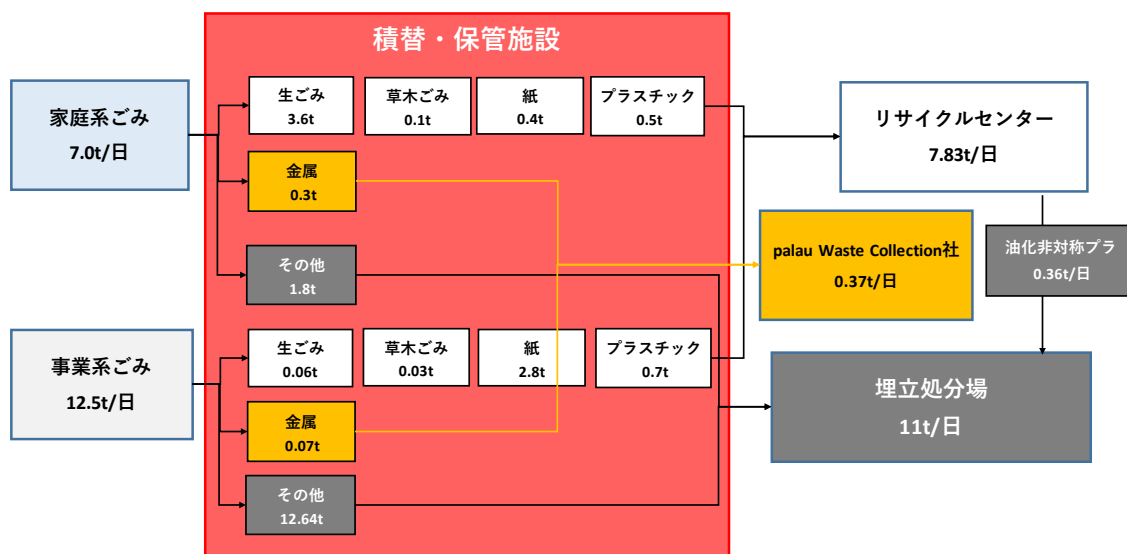 積替・保管施設
家庭系ごみ
7.0t/日
生ごみ
3.6t
草木ごみ
0.1t
紙
0.4t
プラスチック
0.5t
金属
0.3t
その他
1.8t
事業系ごみ
12.5t/日
生ごみ
0.06t
草木ごみ
0.03t
紙
2.8t
プラスチック
0.7t
金属
0.07t
その他
12.64t
リサイクルセンター
7.83t/日
palau Waste Collection社
0.37t/日
油化非対称プラ
0.36t/日
埋立処分場
11t/日